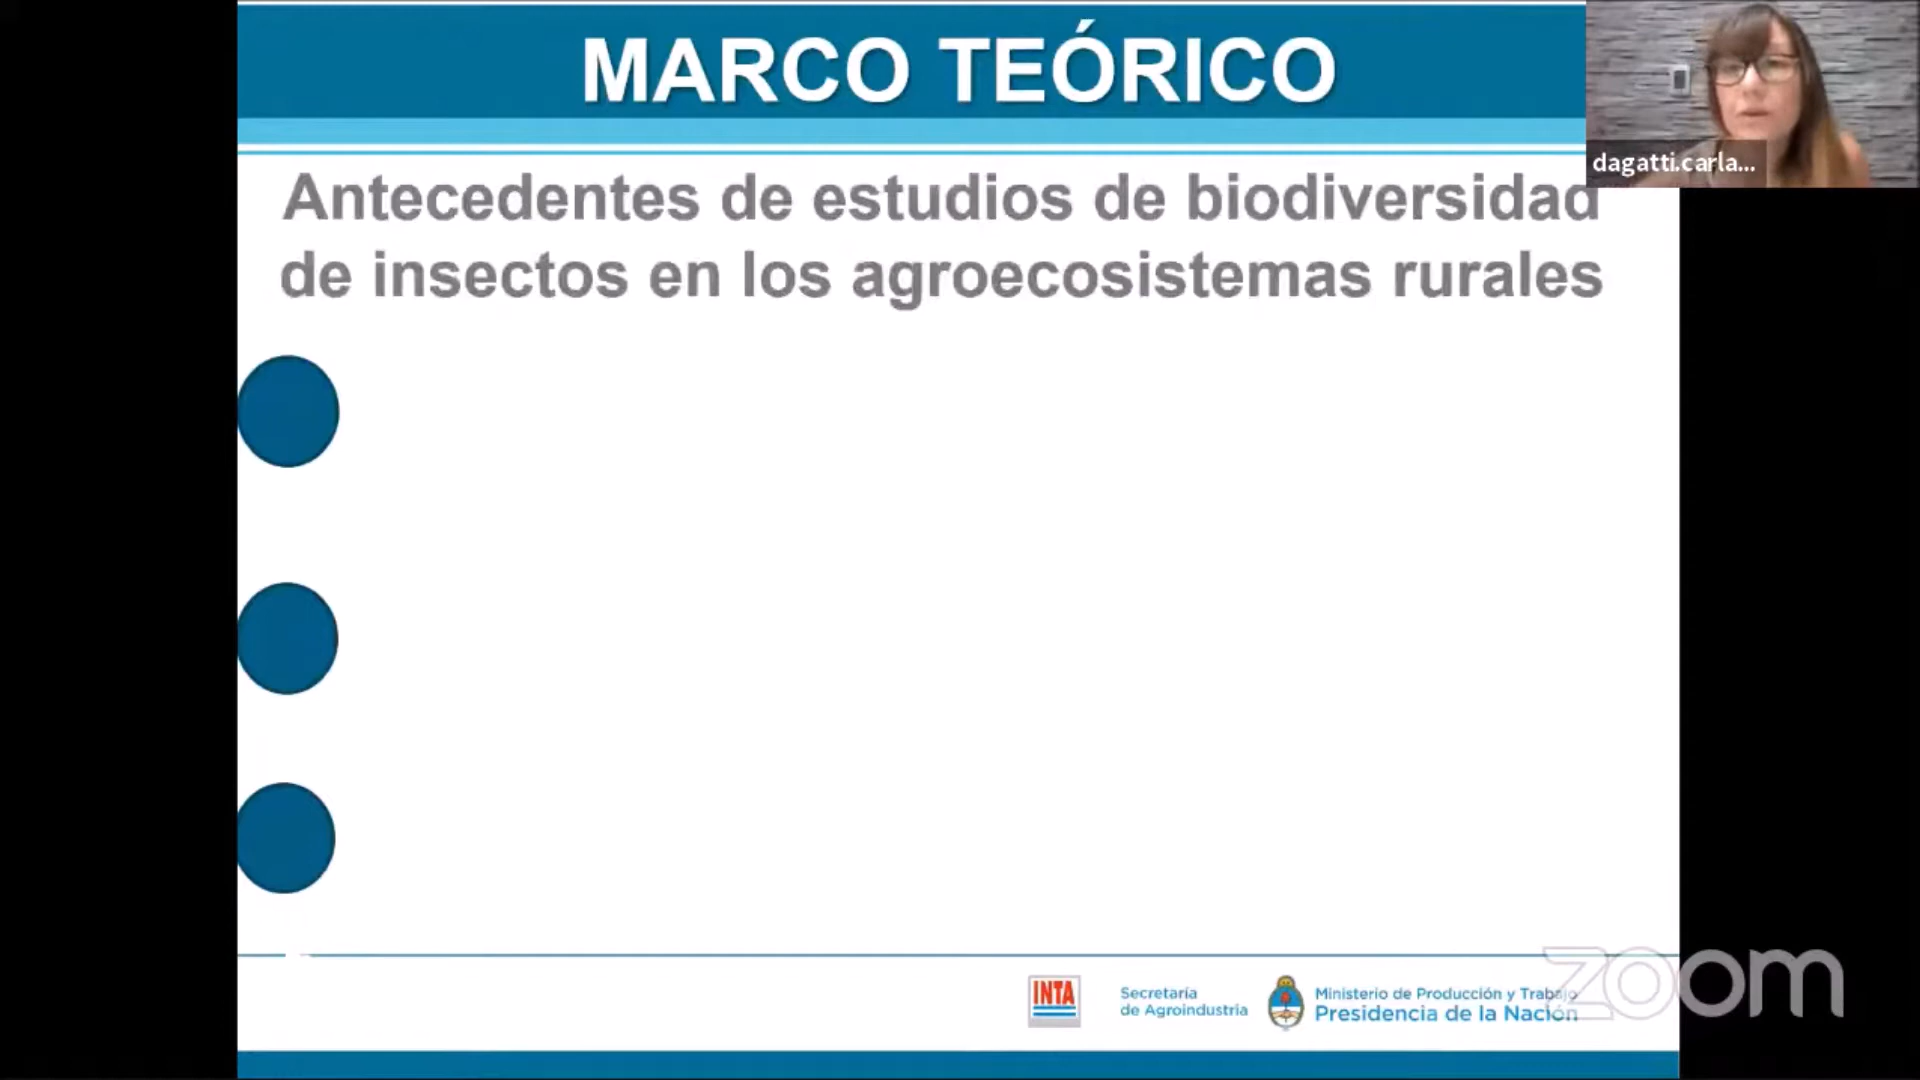 MARCO TEÓRICO
dagatti.carla...
Antecedentes de estudios de biodiversidad
de insectos en los agroecosistemas rurales
INTA
Secretaría
de Agroindustria
Ministerio de Producción y Trabajo
Presidencia de la Nación
zoom